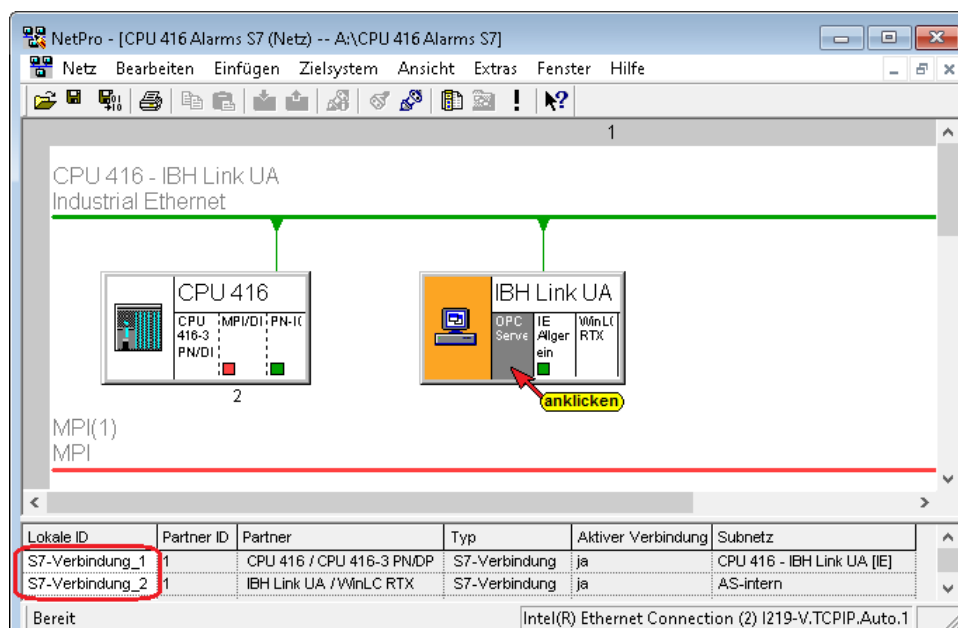 NetPro - [CPU 416 Alarms S7 (Netz) -- A:\CPU 416 Alarms S7]
Netz Bearbeiten Einfügen Zielsystem Ansicht Extras Fenster Hilfe
1
CPU 416 - IBH Link UA
Industrial Ethernet
CPU 416
CPU 416-3 PN/DI
MPI/DI
PN-I(
2
IBH Link UA
OPC Serve
IE Allger ein
WinL( RTX
anklicken
MPI(1)
MPI
Lokale ID Partner ID Partner Typ Aktiver Verbindung Subnetz
S7-Verbindung_1 1 CPU 416 / CPU 416-3 PN/DP S7-Verbindung ja CPU 416 - IBH Link UA [IE]
S7-Verbindung_2 1 IBH Link UA / WinLC RTX S7-Verbindung ja AS-intern
Bereit Intel(R) Ethernet Connection (2) I219-V.TCPIP.Auto.1